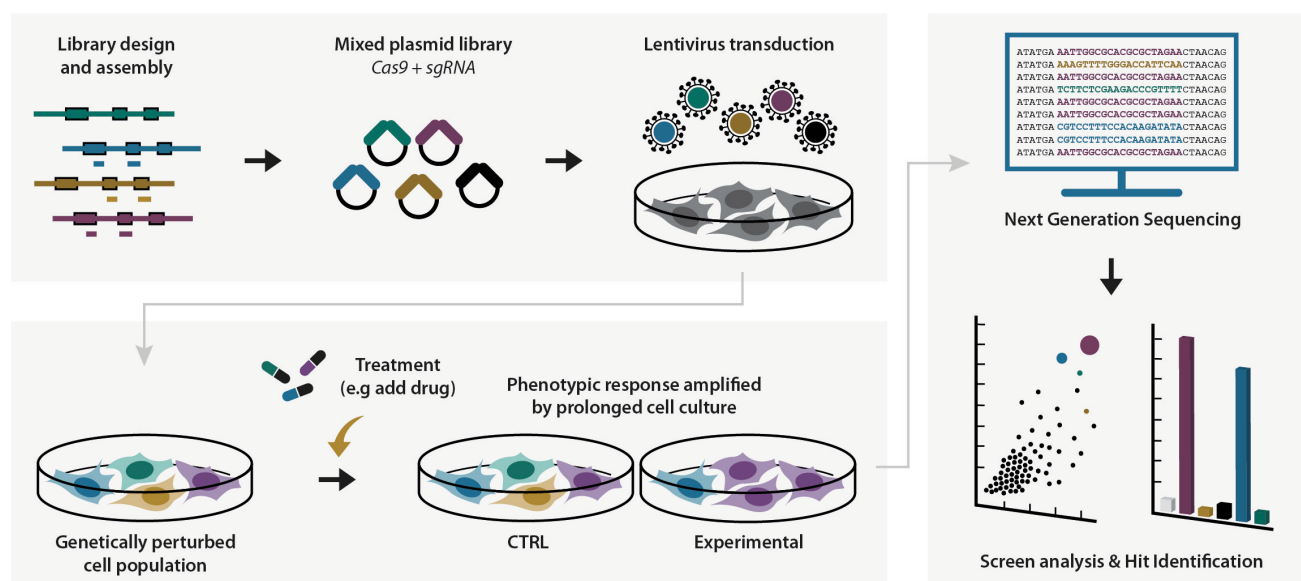 Library design
and assembly
Mixed plasmid library
Cas9 + sgRNA
Lentivirus transduction
Treatment
(e.g add drug)
Phenotypic response amplified
by prolonged cell culture
Genetically perturbed
cell population
CTRL
Experimental
ATATGA AATTGGCGCACGCGCTAGAACTAACAG
ATATGA AAAGTTTTGGGACCATTCAACTAACAG
ATATGA AATTGGCGCACGCGCTAGAACTAACAG
ATATGA TCTTCTCGAAGACCCGTTTTCTAACAG
ATATGA AATTGGCGCACGCGCTAGAACTAACAG
ATATGA AATTGGCGCACGCGCTAGAACTAACAG
ATATGA CGTCCTTTCCACAAGATATACTAACAG
ATATGA CGTCCTTTCCACAAGATATACTAACAG
ATATGA AATTGGCGCACGCGCTAGAACTAACAG
Next Generation Sequencing
Screen analysis & Hit Identification